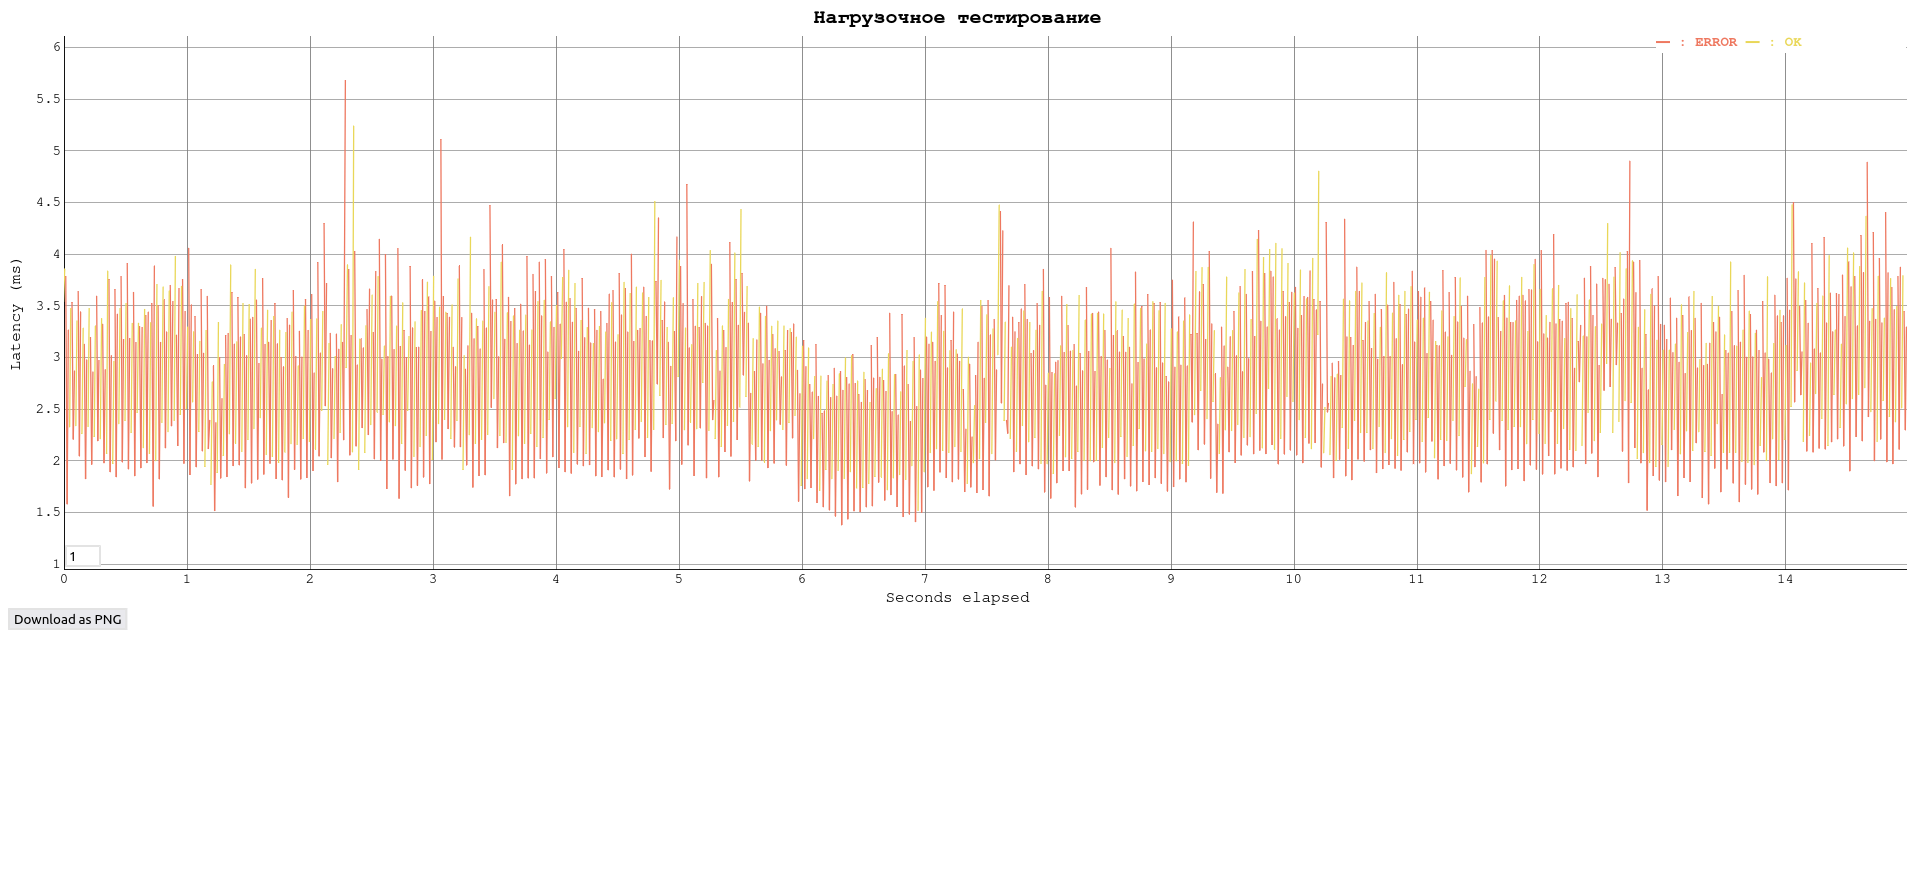 Нагрузочное тестирование
— : ERROR — : OK
Latency (ms)
6
5.5
5
4.5
4
3.5
3
2.5
2
1.5
1
1
0 1 2 3 4 5 6 7 8 9 10 11 12 13 14
Seconds elapsed
Download as PNG